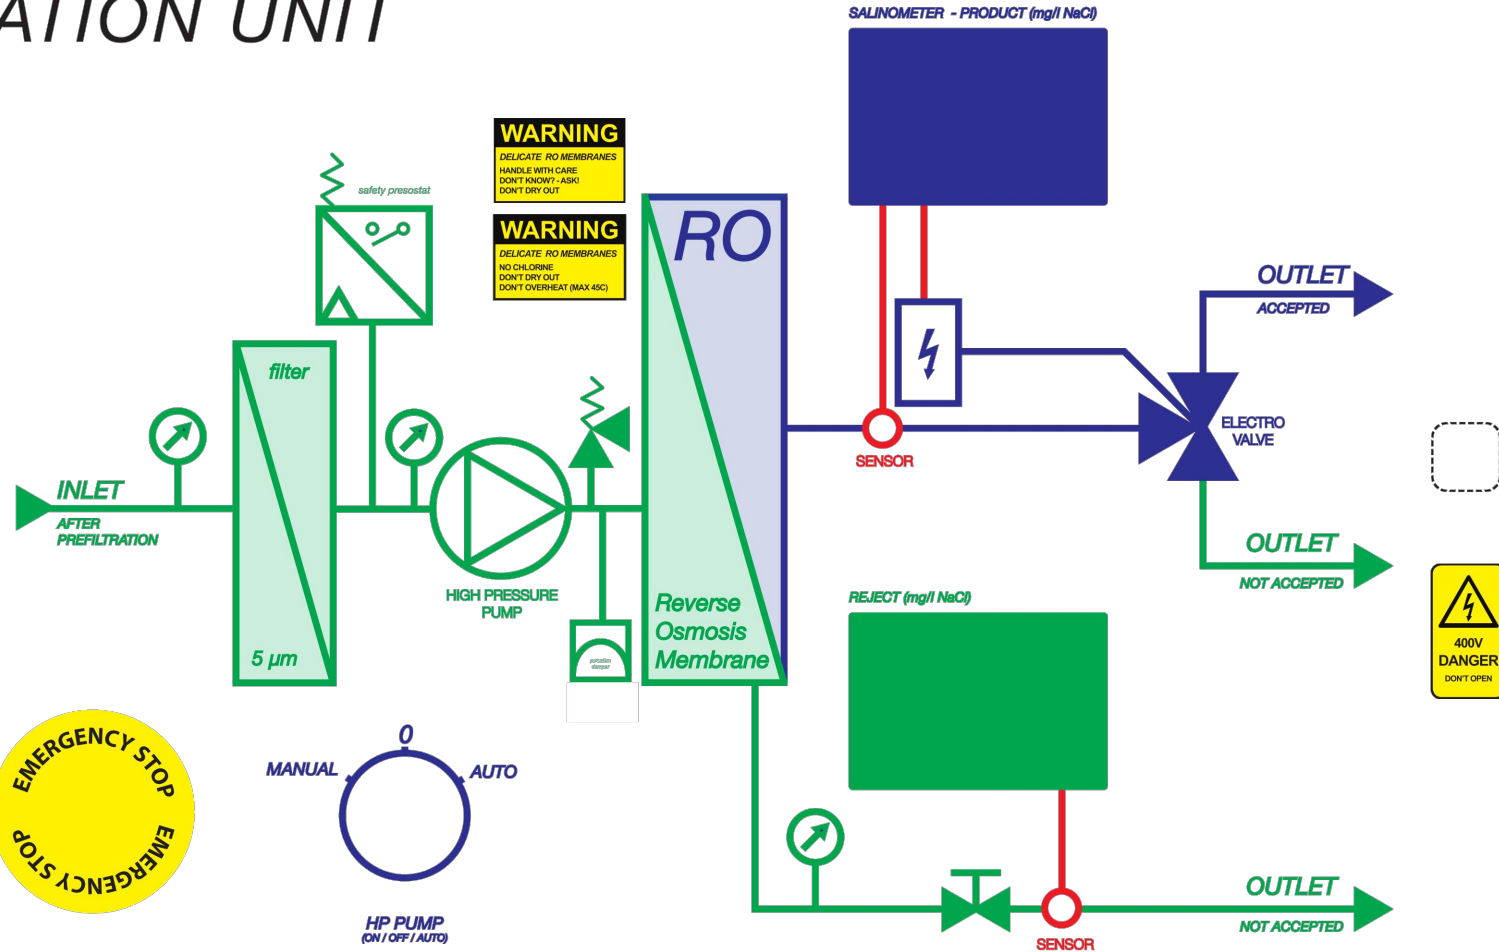 ATION UNIT
SALINOMETER - PRODUCT (mg/l NaCl)
WARNING
DELICATE RO MEMBRANES
HANDLE WITH CARE
DON'T KNOW? - ASK!
DON'T DRY OUT
safety presostat
WARNING
DELICATE RO MEMBRANES
NO CHLORINE
DON'T DRY OUT
DON'T OVERHEAT (MAX 45C)
RO
OUTLET
ACCEPTED
filter
ELECTRO
VALVE
SENSOR
INLET
AFTER
PREFILTRATION
OUTLET
NOT ACCEPTED
HIGH PRESSURE
PUMP
REJECT (mg/l NaCl)
Reverse
Osmosis
Membrane
5 µm
400V
DANGER
DON'T OPEN
EMERGENCY STOP
EMERGENCY STOP
0
MANUAL
AUTO
HP PUMP
(ON / OFF / AUTO)
OUTLET
NOT ACCEPTED
SENSOR